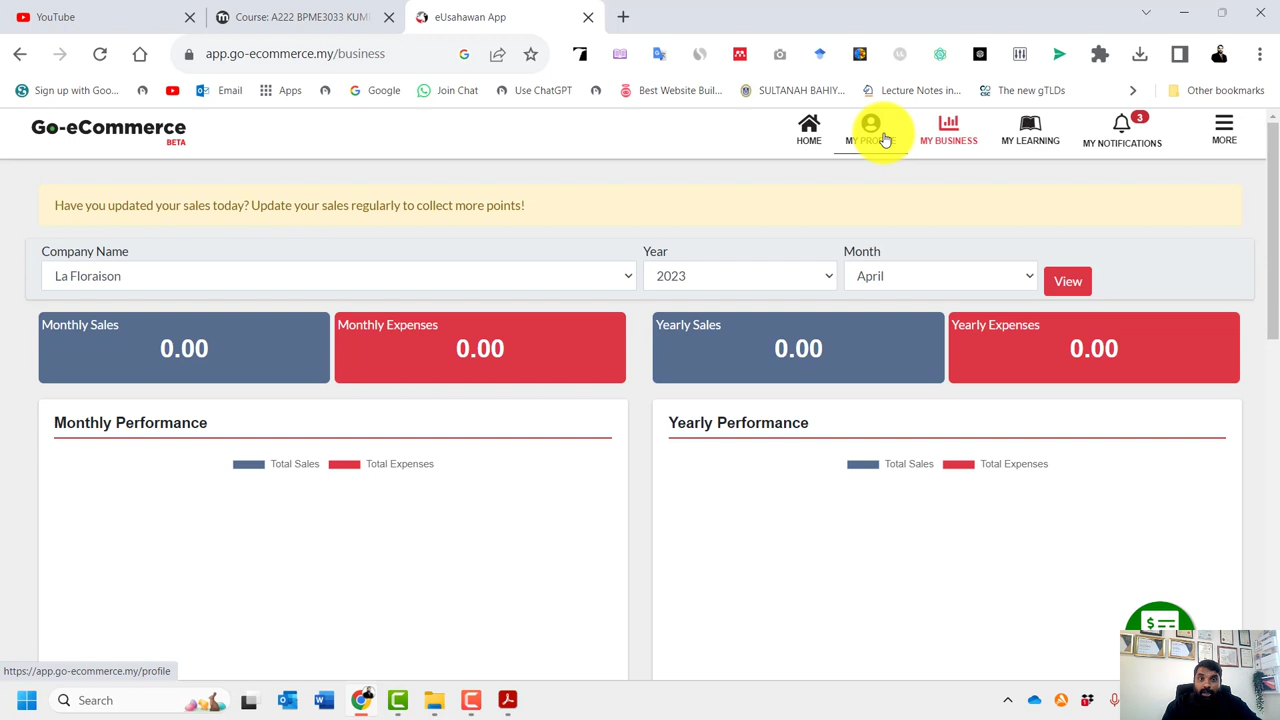 YouTube
Course: A222 BPME3033 KUMI
eUsahawan App
app.go-ecommerce.my/business
Sign up with Goo...
Email
Apps
Google
Join Chat
Use ChatGPT
Best Website Buil...
SULTANAH BAHIY...
Lecture Notes in...
The new gTLDs
Other bookmarks
Go-eCommerce
BETA
HOME
MY PROFILE
MY BUSINESS
MY LEARNING
3
MY NOTIFICATIONS
MORE
Have you updated your sales today? Update your sales regularly to collect more points!
Company Name
Year
Month
La Floraison
2023
April
View
Monthly Sales
0.00
Monthly Expenses
0.00
Yearly Sales
0.00
Yearly Expenses
0.00
Monthly Performance
Total Sales
Total Expenses
Yearly Performance
Total Sales
Total Expenses
https://app.go-ecommerce.my/profile
Search